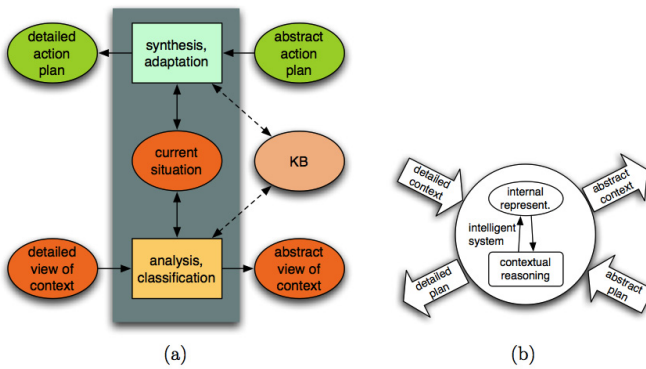 detailed
action
plan
synthesis,
adaptation
abstract
action
plan
current
situation
KB
detailed
view of
context
analysis,
classification
abstract
view of
context
(a)
detailed
context
abstract
context
internal
represent.
intelligent
system
contextual
reasoning
detailed
plan
abstract
plan
(b)